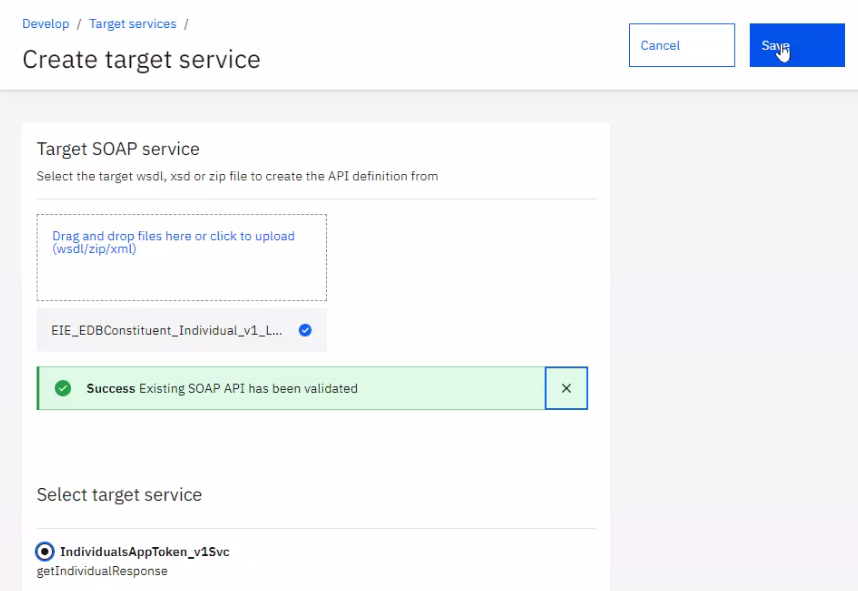 Develop / Target services /
Create target service
Cancel
Save
Target SOAP service
Select the target wsdl, xsd or zip file to create the API definition from
Drag and drop files here or click to upload
(wsdl/zip/xml)
EIE_EDBConstituent_Individual_v1_L...
Success Existing SOAP API has been validated
Select target service
IndividualsAppToken_v1Svc
getIndividualResponse